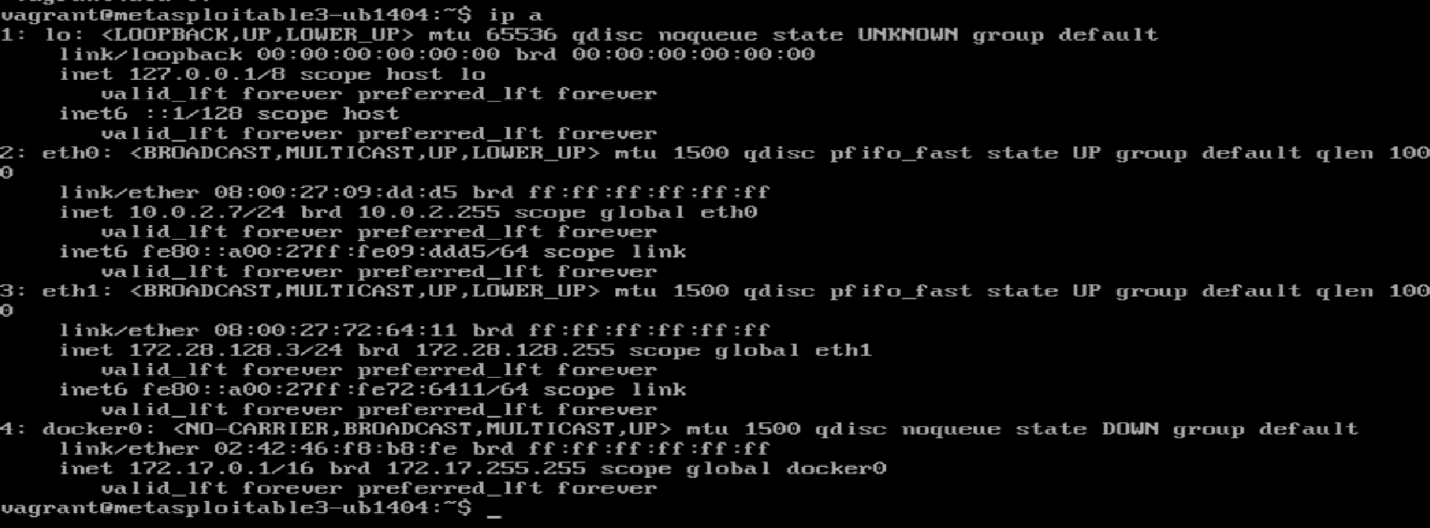 vagrant@metasploitable3-ub1404:~$ ip a
1: lo: <LOOPBACK,UP,LOWER_UP> mtu 65536 qdisc noqueue state UNKNOWN group default
    link/loopback 00:00:00:00:00:00 brd 00:00:00:00:00:00
    inet 127.0.0.1/8 scope host lo
       valid_lft forever preferred_lft forever
    inet6 ::1/128 scope host
       valid_lft forever preferred_lft forever
2: eth0: <BROADCAST,MULTICAST,UP,LOWER_UP> mtu 1500 qdisc pfifo_fast state UP group default qlen 100
0
    link/ether 08:00:27:09:dd:d5 brd ff:ff:ff:ff:ff:ff
    inet 10.0.2.7/24 brd 10.0.2.255 scope global eth0
       valid_lft forever preferred_lft forever
    inet6 fe80::a00:27ff:fe09:ddd5/64 scope link
       valid_lft forever preferred_lft forever
3: eth1: <BROADCAST,MULTICAST,UP,LOWER_UP> mtu 1500 qdisc pfifo_fast state UP group default qlen 100
0
    link/ether 08:00:27:72:64:11 brd ff:ff:ff:ff:ff:ff
    inet 172.28.128.3/24 brd 172.28.128.255 scope global eth1
       valid_lft forever preferred_lft forever
    inet6 fe80::a00:27ff:fe72:6411/64 scope link
       valid_lft forever preferred_lft forever
4: docker0: <NO-CARRIER,BROADCAST,MULTICAST,UP> mtu 1500 qdisc noqueue state DOWN group default
    link/ether 02:42:46:f8:b8:fe brd ff:ff:ff:ff:ff:ff
    inet 172.17.0.1/16 brd 172.17.255.255 scope global docker0
       valid_lft forever preferred_lft forever
vagrant@metasploitable3-ub1404:~$ _